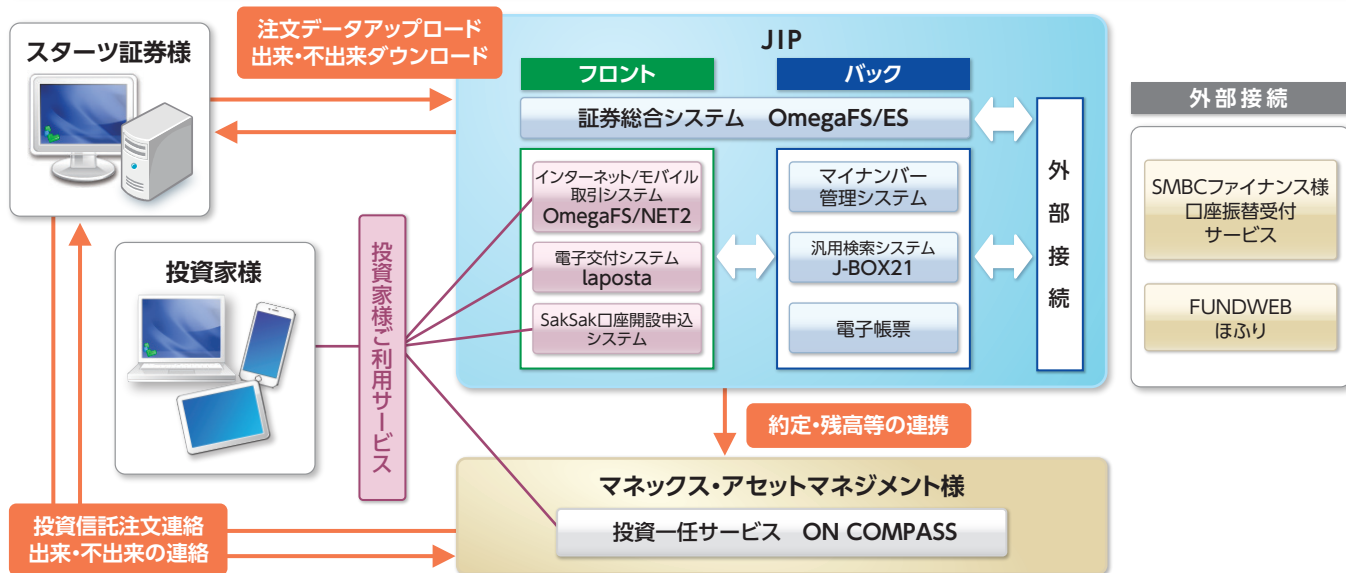 スターツ証券様
注文データアップロード
出来・不出来ダウンロード
JIP
フロント
バック
証券総合システム OmegaFS/ES
インターネット/モバイル
取引システム
OmegaFS/NET2
電子交付システム
laposta
SakSak口座開設申込
システム
マイナンバー
管理システム
汎用検索システム
J-BOX21
電子帳票
外部接続
外部接続
SMBCファイナンス様
口座振替受付
サービス
FUNDWEB
ほふり
投資家様
投資家様ご利用サービス
約定・残高等の連携
マネックス・アセットマネジメント様
投資一任サービス ON COMPASS
投資信託注文連絡
出来・不出来の連絡